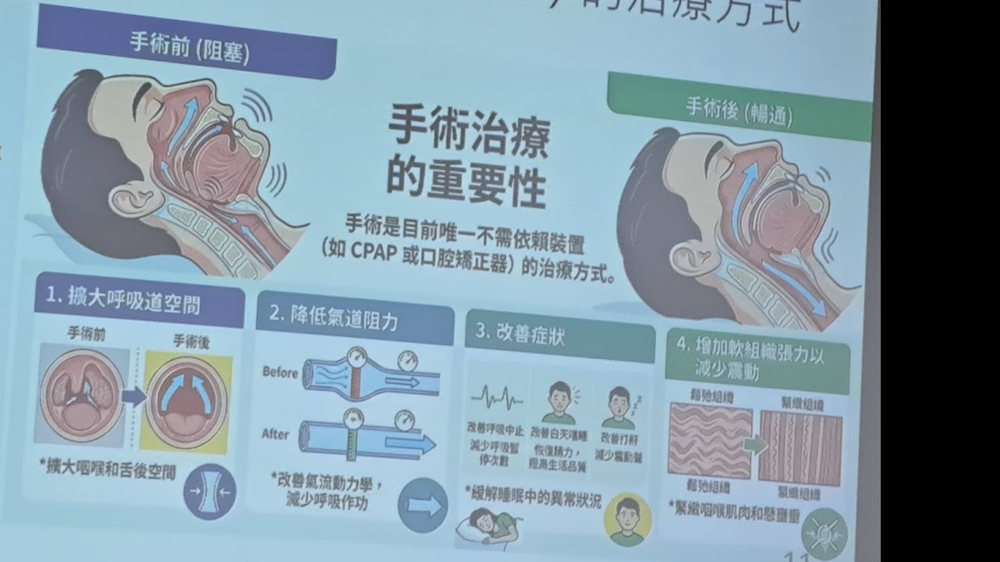 的治療方式
手術前 (阻塞)
手術後 (暢通)
手術治療
的重要性
手術是目前唯一不需依賴裝置
(如 CPAP 或口腔矯正器) 的治療方式。
1. 擴大呼吸道空間
手術前
手術後
*擴大咽喉和舌後空間
2. 降低氣道阻力
Before
After
*改善氣流動力學，
減少呼吸作功
3. 改善症狀
改善呼吸中止
減少呼吸暫
停次數
改善白天嗜睡
恢復精力，
提高生活品質
改善打鼾
減少震動聲
*緩解睡眠中的異常狀況
4. 增加軟組織張力以
減少震動
鬆弛組織
緊緻組織
鬆弛組織
緊緻組織
*緊緻咽喉肌肉和懸雍垂
11